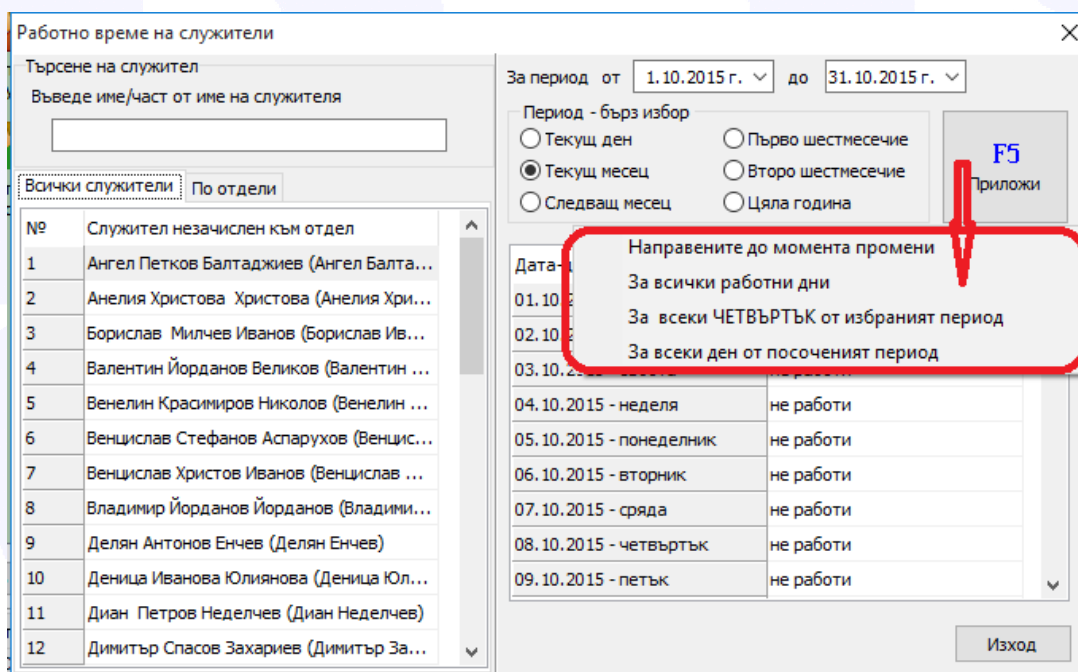 Работно време на служители
Търсене на служител
Въведе име/част от име на служителя
Всички служители По отдели
№ Служител незачислен към отдел
1 Ангел Петков Балтаджиев (Ангел Балта...
2 Анелия Христова Христова (Анелия Хри...
3 Борислав Милчев Иванов (Борислав Ив...
4 Валентин Йорданов Великов (Валентин ...
5 Венелин Красимиров Николов (Венелин ...
6 Венцислав Стефанов Аспарухов (Венцис...
7 Венцислав Христов Иванов (Венцислав ...
8 Владимир Йорданов Йорданов (Владими...
9 Делян Антонов Енчев (Делян Енчев)
10 Деница Иванова Юлиянова (Деница Юл...
11 Диан Петров Неделчев (Диан Неделчев)
12 Димитър Спасов Захариев (Димитър За...
За период от 1.10.2015 г. до 31.10.2015 г.
Период - бърз избор
Текущ ден Първо шестмесечие
Текущ месец Второ шестмесечие
Следващ месец Цяла година
F5
Приложи
Направените до момента промени
За всички работни дни
За всеки ЧЕТВЪРТЪК от избраният период
За всеки ден от посоченият период
04.10.2015 - неделя не работи
05.10.2015 - понеделник не работи
06.10.2015 - вторник не работи
07.10.2015 - сряда не работи
08.10.2015 - четвъртък не работи
09.10.2015 - петък не работи
Изход